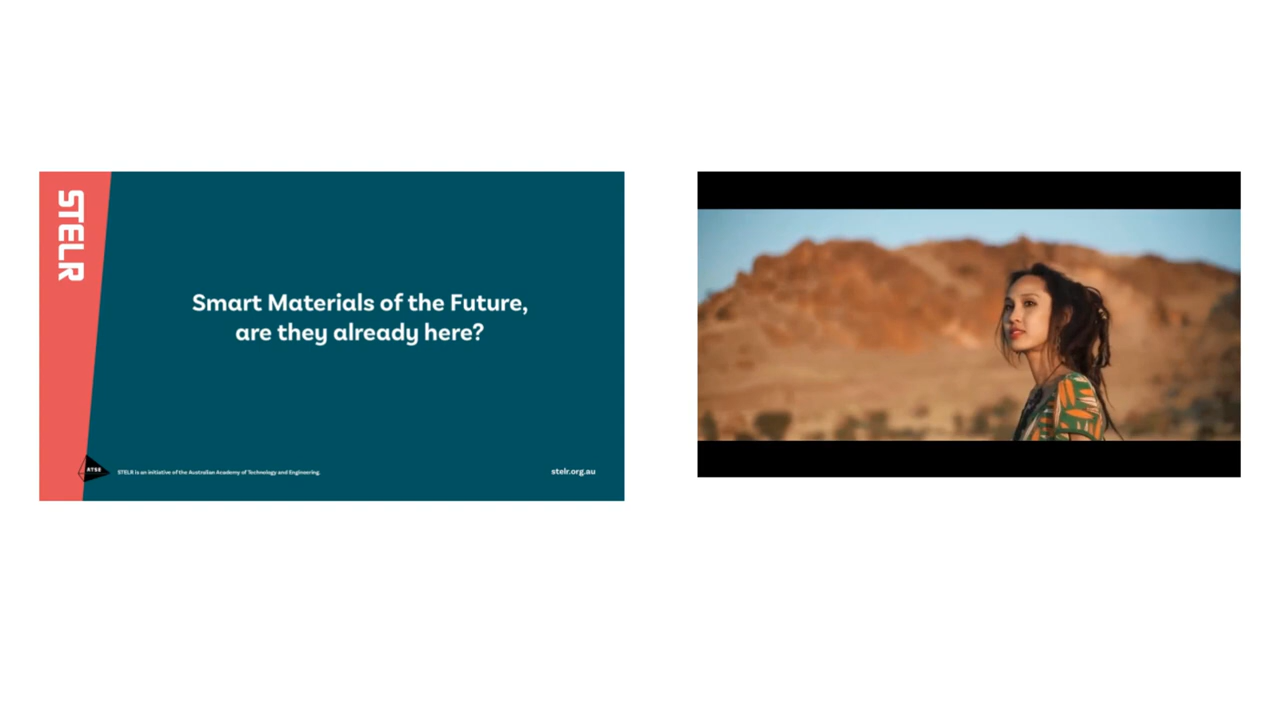 STELR
Smart Materials of the Future,
are they already here?
ATSE
STELR is an initiative of the Australian Academy of Technology and Engineering.
stelr.org.au